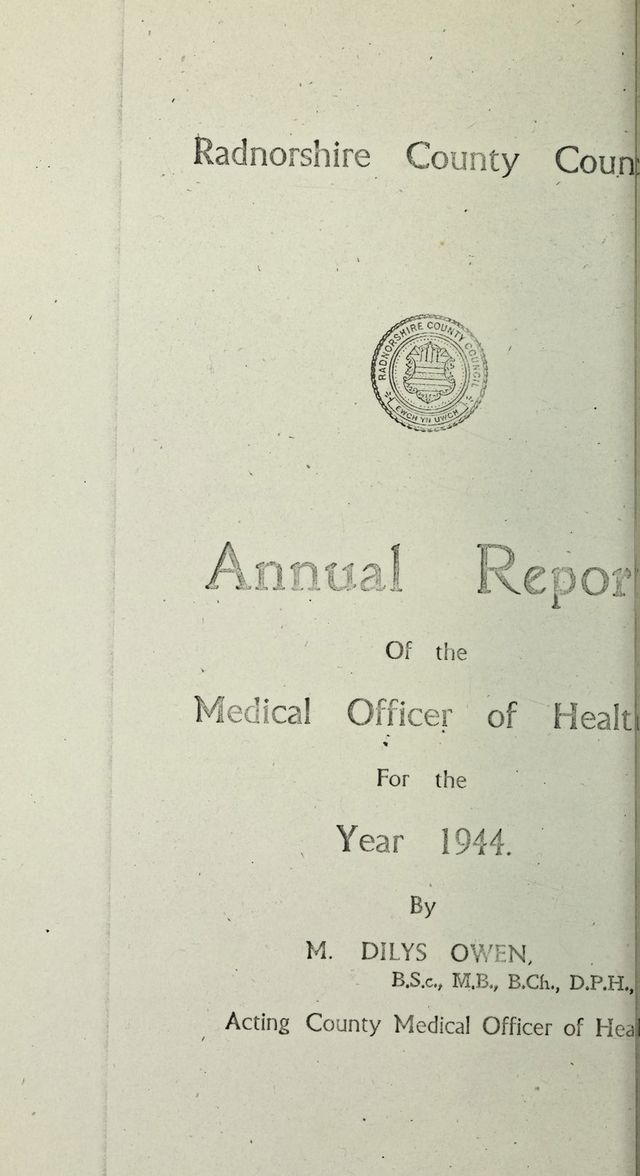 Radnorshire County Coun
RADNORSHIRE COUNTY COUNCIL
EWCH YN UWCH
Annual Repor
Of the
Medical Officer of Healt
For the
Year 1944.
By
M. DILYS OWEN,
B.S.c., M.B., B.Ch., D.P.H.,
Acting County Medical Officer of Hea